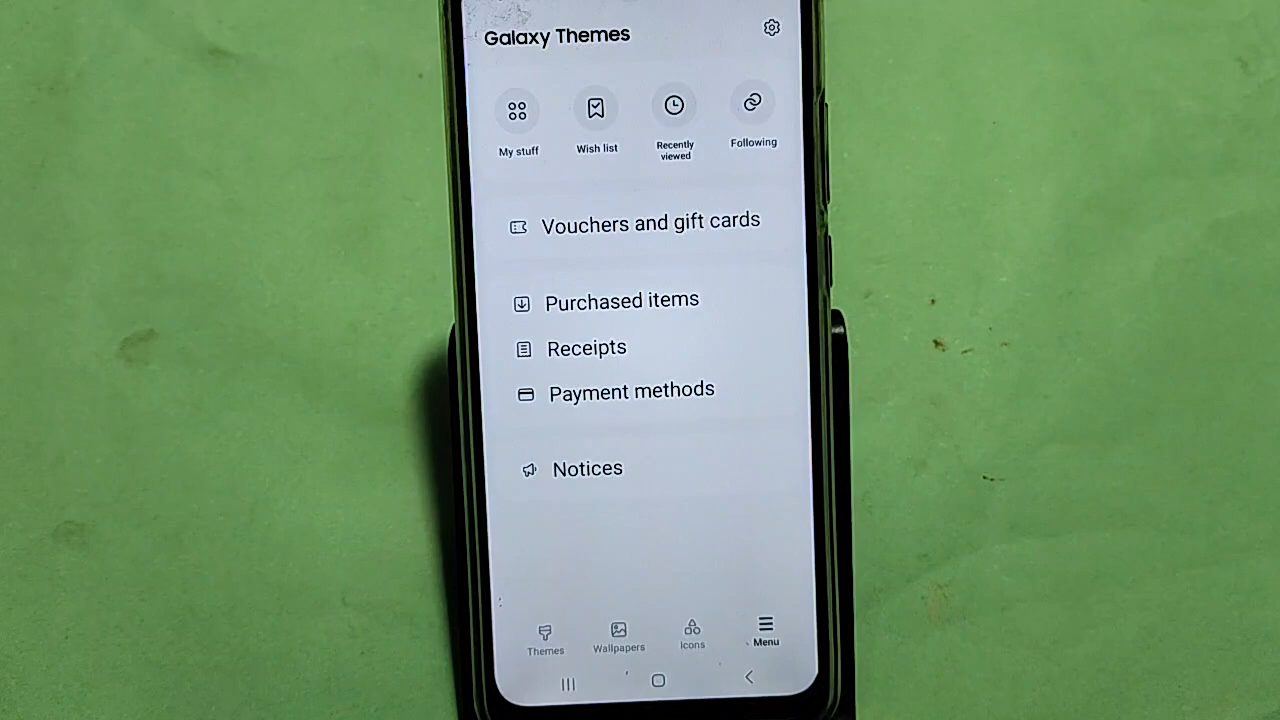 Galaxy Themes
My stuff
Wish list
Recently
viewed
Following
Vouchers and gift cards
Purchased items
Receipts
Payment methods
Notices
Themes
Wallpapers
Icons
Menu